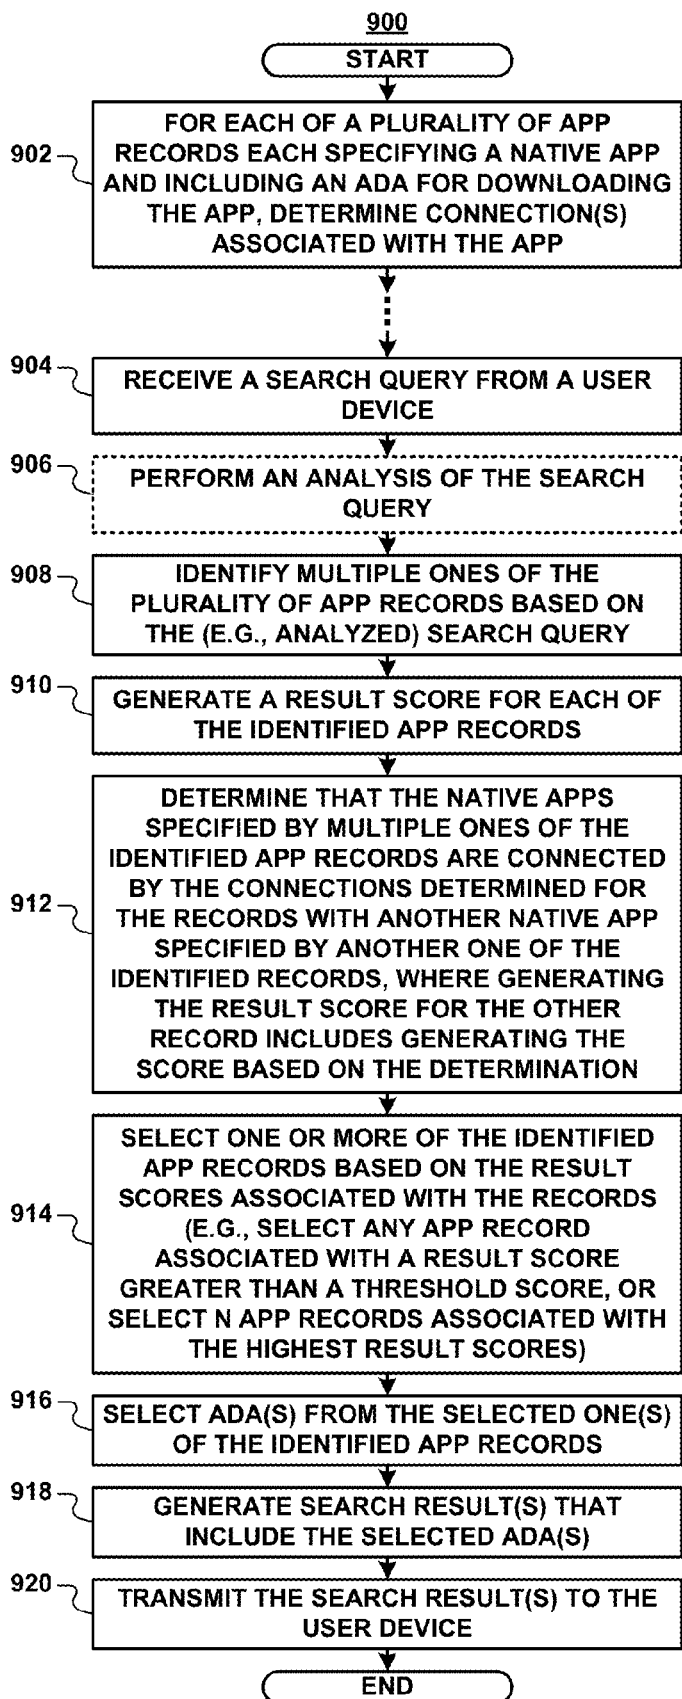 900
START
902
FOR EACH OF A PLURALITY OF APP
RECORDS EACH SPECIFYING A NATIVE APP
AND INCLUDING AN ADA FOR DOWNLOADING
THE APP, DETERMINE CONNECTION(S)
ASSOCIATED WITH THE APP
904
RECEIVE A SEARCH QUERY FROM A USER
DEVICE
906
PERFORM AN ANALYSIS OF THE SEARCH
QUERY
908
IDENTIFY MULTIPLE ONES OF THE
PLURALITY OF APP RECORDS BASED ON
THE (E.G., ANALYZED) SEARCH QUERY
910
GENERATE A RESULT SCORE FOR EACH OF
THE IDENTIFIED APP RECORDS
912
DETERMINE THAT THE NATIVE APPS
SPECIFIED BY MULTIPLE ONES OF THE
IDENTIFIED APP RECORDS ARE CONNECTED
BY THE CONNECTIONS DETERMINED FOR
THE RECORDS WITH ANOTHER NATIVE APP
SPECIFIED BY ANOTHER ONE OF THE
IDENTIFIED RECORDS, WHERE GENERATING
THE RESULT SCORE FOR THE OTHER
RECORD INCLUDES GENERATING THE
SCORE BASED ON THE DETERMINATION
914
SELECT ONE OR MORE OF THE IDENTIFIED
APP RECORDS BASED ON THE RESULT
SCORES ASSOCIATED WITH THE RECORDS
(E.G., SELECT ANY APP RECORD
ASSOCIATED WITH A RESULT SCORE
GREATER THAN A THRESHOLD SCORE, OR
SELECT N APP RECORDS ASSOCIATED WITH
THE HIGHEST RESULT SCORES)
916
SELECT ADA(S) FROM THE SELECTED ONE(S)
OF THE IDENTIFIED APP RECORDS
918
GENERATE SEARCH RESULT(S) THAT
INCLUDE THE SELECTED ADA(S)
920
TRANSMIT THE SEARCH RESULT(S) TO THE
USER DEVICE
END